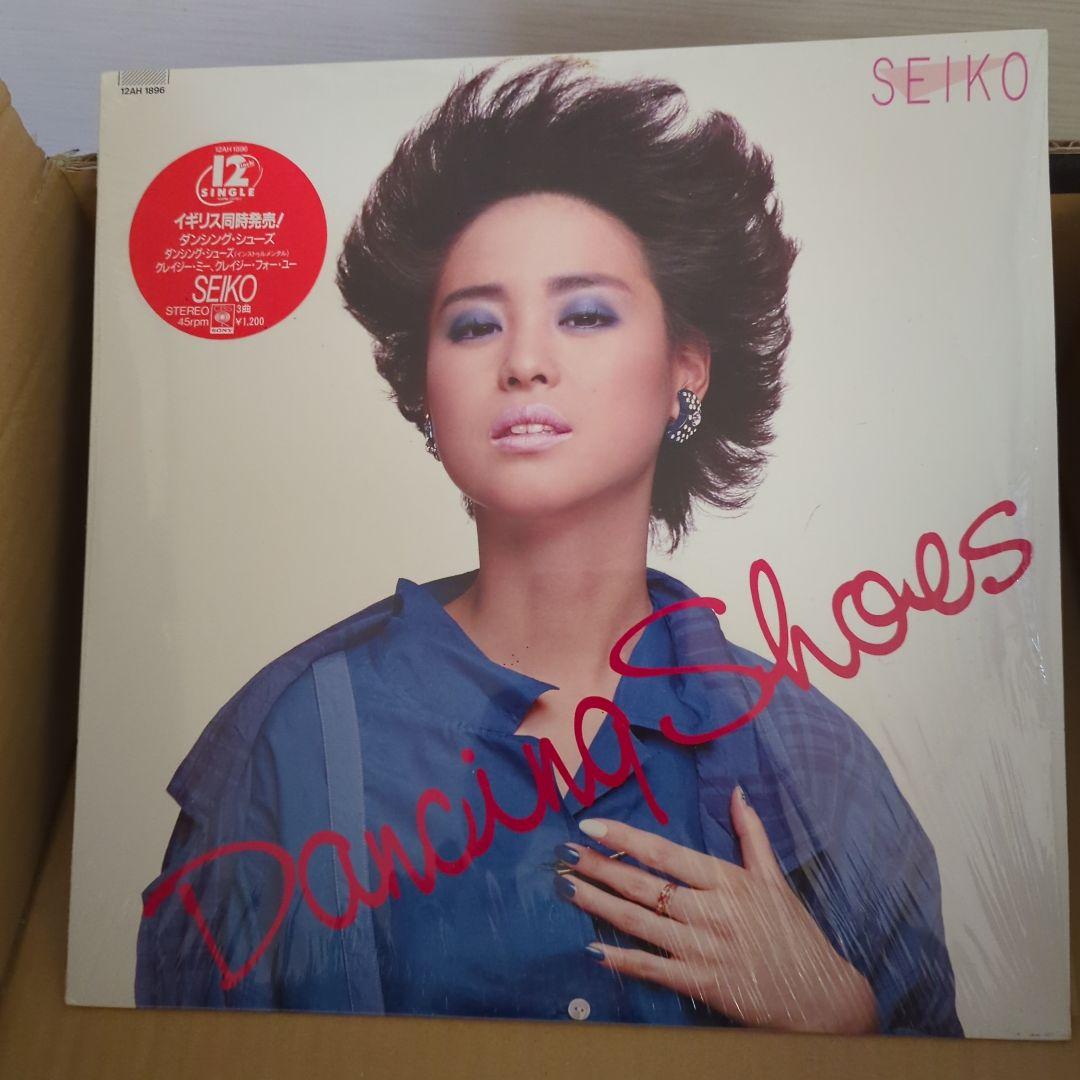 12AH 1896
SEIKO
12AH 1896
12 inch
SINGLE
イギリス同時発売!
ダンシング・シューズ
ダンシング・シューズ(インストゥルメンタル)
クレイジー・ミー、クレイジー・フォー・ユー
SEIKO
STEREO 3曲
45rpm ¥1,200
CBS
SONY
Dancing Shoes